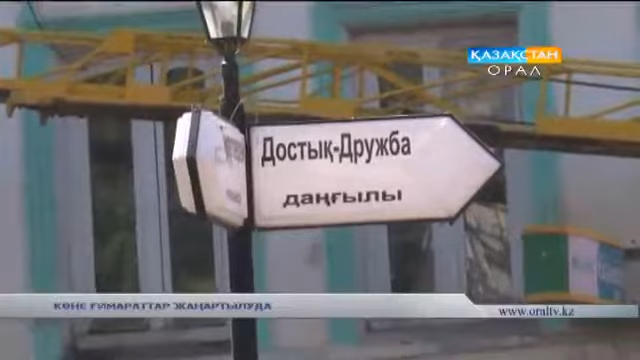 ҚАЗАҚСТАН
ОРАЛ
Достық-Дружба
даңғылы
КӨНЕ ҒИМАРАТТАР ЖАҢАРТЫЛУДА
www.oraltv.kz